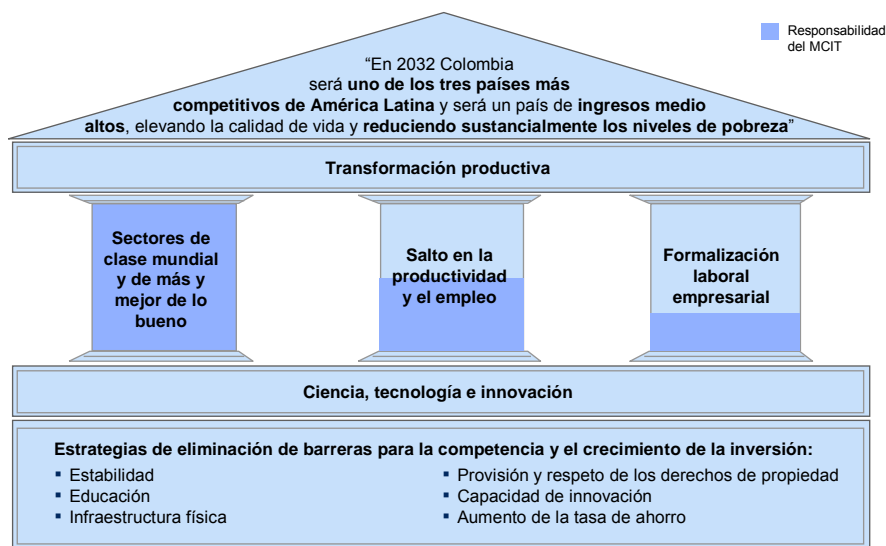 Responsabilidad
del MCIT
“En 2032 Colombia
será uno de los tres países más
competitivos de América Latina y será un país de ingresos medio
altos, elevando la calidad de vida y reduciendo sustancialmente los niveles de pobreza”
Transformación productiva
Sectores de
clase mundial
y de más y
mejor de lo
bueno
Salto en la
productividad
y el empleo
Formalización
laboral
empresarial
Ciencia, tecnología e innovación
Estrategias de eliminación de barreras para la competencia y el crecimiento de la inversión:
▪ Estabilidad
▪ Educación
▪ Infraestructura física
▪ Provisión y respeto de los derechos de propiedad
▪ Capacidad de innovación
▪ Aumento de la tasa de ahorro